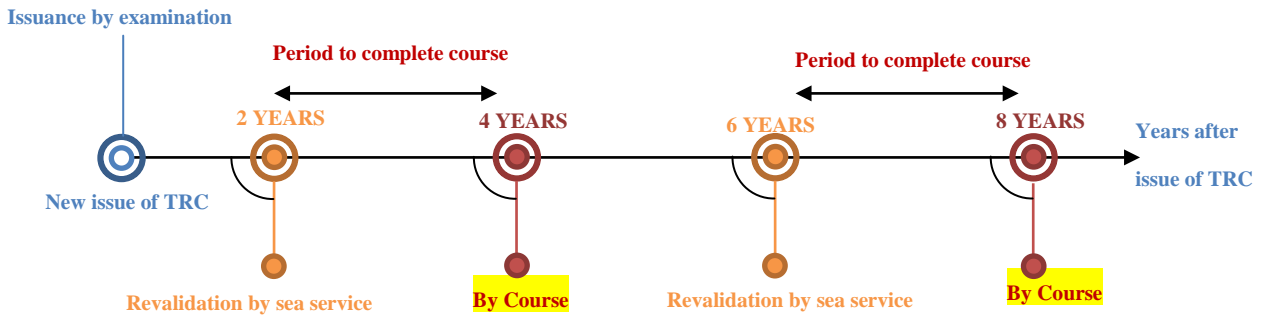 Issuance by examination
Period to complete course
Period to complete course
2 YEARS
4 YEARS
6 YEARS
8 YEARS
Years after
issue of TRC
New issue of TRC
Revalidation by sea service
By Course
Revalidation by sea service
By Course